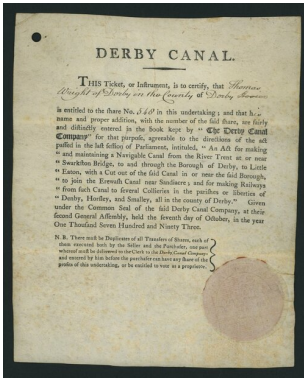 DERBY CANAL.
THIS Ticket, or Instrument, is to certify, that Thomas
Wright of Derby in the County of Derby
is entitled to the share No. 540 in this undertaking; and that his
name and proper addition, with the number of the said share, are fairly
and distinctly entered in the book kept by "The Derby Canal
Company" for that purpose, agreeable to the directions of the act
passed in the last session of Parliament, intituled, "An Act for making
"and maintaining a Navigable Canal from the River Trent at or near
"Swarkston Bridge, to and through the Borough of Derby, to Little
"Eaton, with a Cut out of the said Canal in or near the said Borough,
"to join the Erewash Canal near Sandiacre; and for making Railways
"from such Canal to several Collieries in the parishes or liberties of
"Denby, Horsley, and Smalley, all in the county of Derby." Given
under the Common Seal of the said Derby Canal Company, at their
second General Assembly, held the seventh day of October, in the year
One Thousand Seven Hundred and Ninety Three.
N. B. There must be Duplicates of all Transfers of Shares, each of
them executed both by the Seller and the Purchaser, one part
whereof must be delivered to the Clerk to the Derby Canal Company
and entered by him before the purchaser can have any share of the
profits of this undertaking, or be entitled to vote as a proprietor.